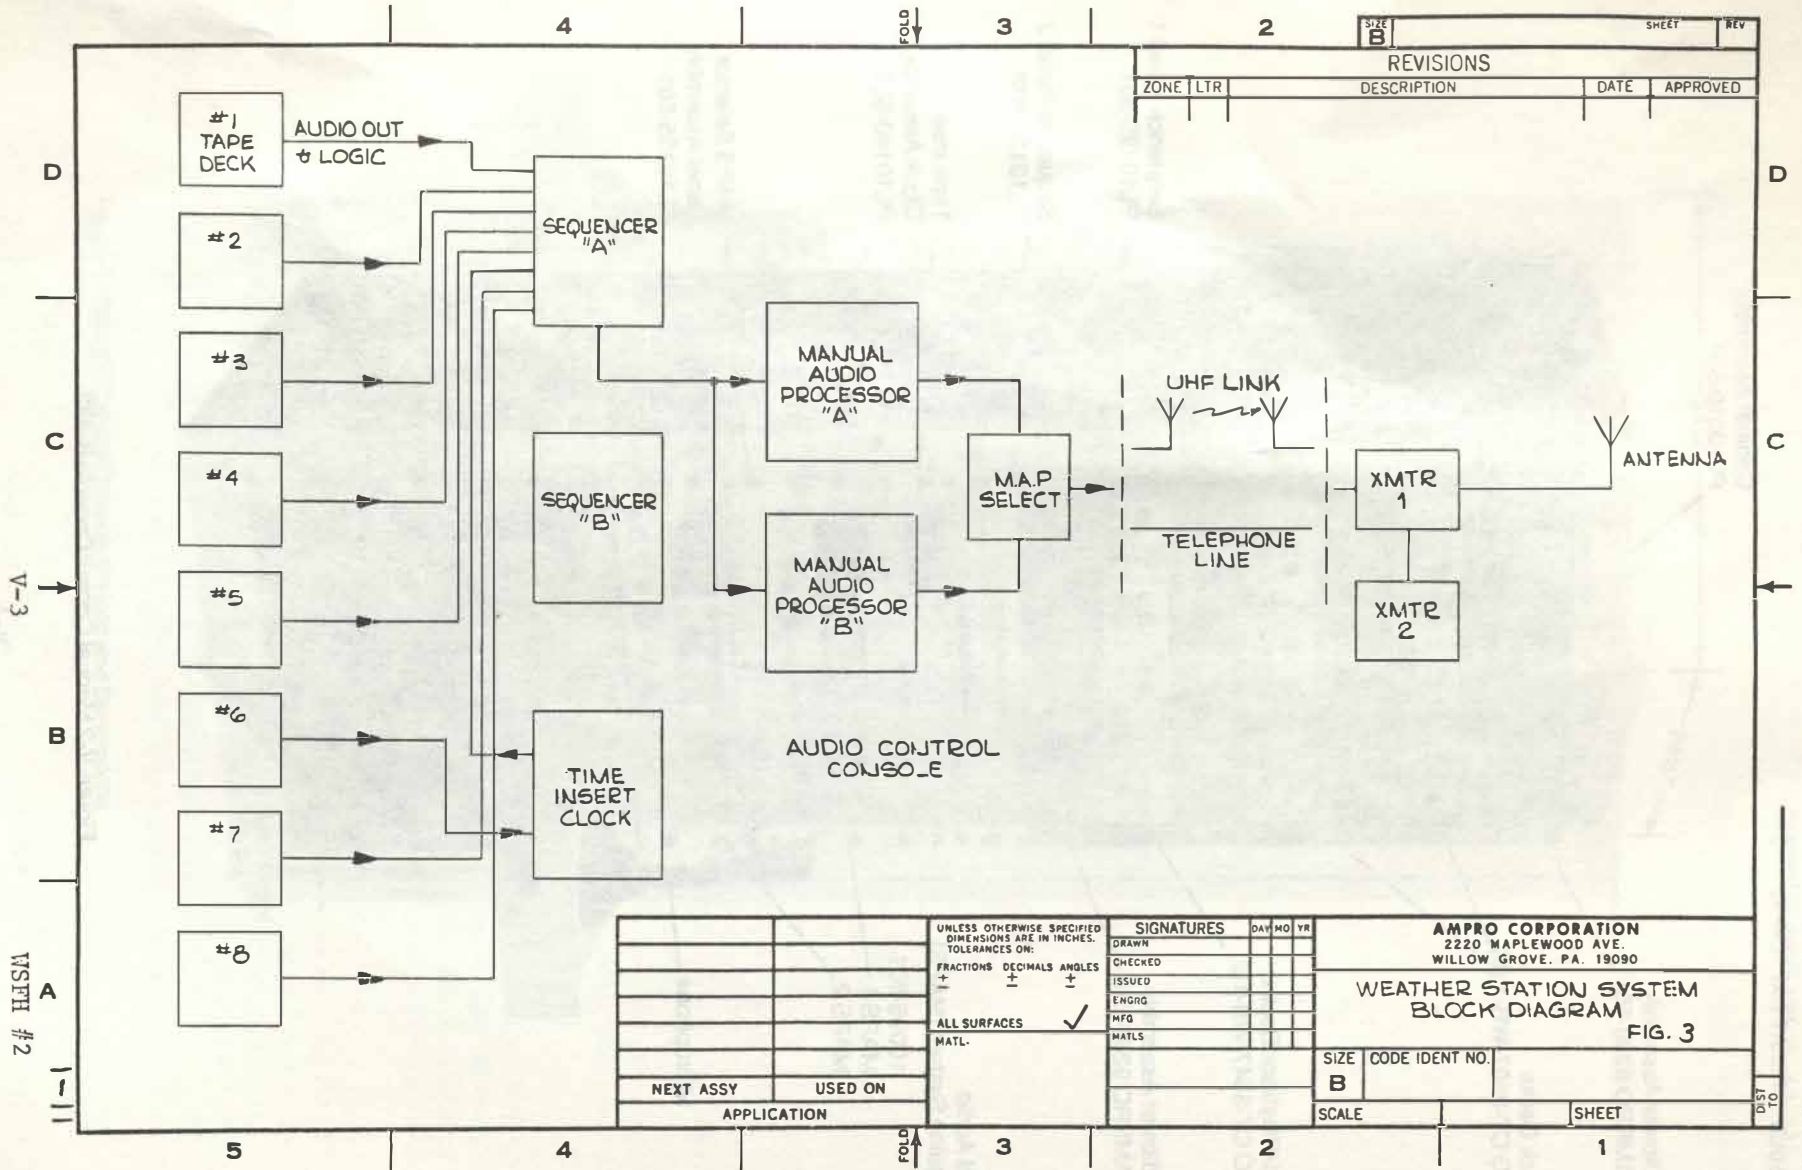 4
FOLD
3
2
SIZE
B
SHEET
REV
REVISIONS
ZONE
LTR
DESCRIPTION
DATE
APPROVED
D
D
#1
TAPE
DECK
AUDIO OUT
& LOGIC
#2
#3
#4
#5
#6
#7
#8
SEQUENCER
"A"
SEQUENCER
"B"
TIME
INSERT
CLOCK
MANUAL
AUDIO
PROCESSOR
"A"
MANUAL
AUDIO
PROCESSOR
"B"
M.A.P
SELECT
UHF LINK
TELEPHONE
LINE
XMTR
1
XMTR
2
ANTENNA
AUDIO CONTROL
CONSOLE
C
C
B
A
V-3
WSFH #2
1
UNLESS OTHERWISE SPECIFIED
DIMENSIONS ARE IN INCHES.
TOLERANCES ON:
FRACTIONS DECIMALS ANGLES
± ± ±
ALL SURFACES ✓
MATL-
NEXT ASSY
USED ON
APPLICATION
SIGNATURES
DAY
MO
YR
DRAWN
CHECKED
ISSUED
ENGRG
MFG
MATLS
AMPRO CORPORATION
2220 MAPLEWOOD AVE.
WILLOW GROVE, PA. 19090
WEATHER STATION SYSTEM
BLOCK DIAGRAM
FIG. 3
SIZE
B
CODE IDENT NO.
SCALE
SHEET
DIST
TO
5
4
FOLD
3
2
1